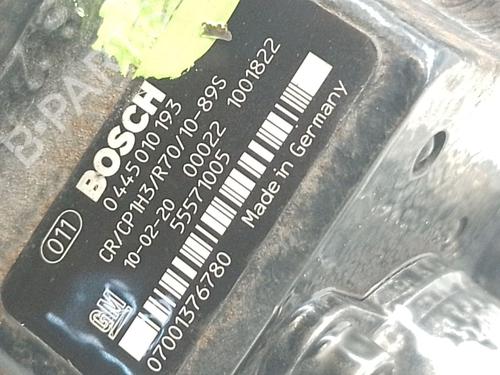 BOSCH
011
0 445 010 193
CR/CP1H3/R70/10-89S
10-02-20 00022 1001822
55571005
GM
Made in Germany
07001376780
B-PARTS